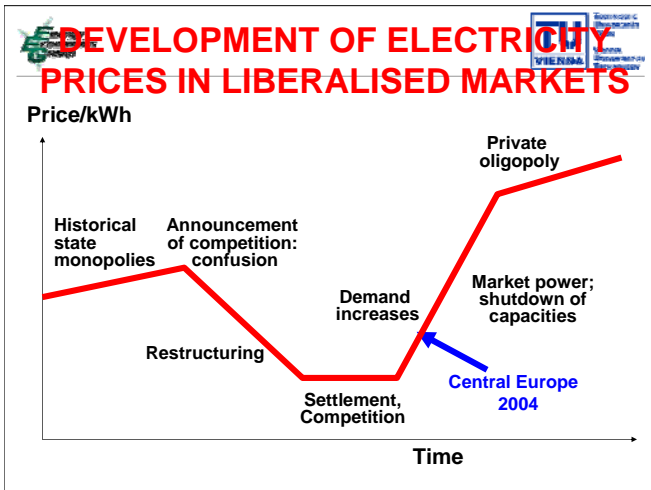 DEVELOPMENT OF ELECTRICITY
PRICES IN LIBERALISED MARKETS
VIENNA
Price/kWh
Private
oligopoly
Historical
state
monopolies
Announcement
of competition:
confusion
Demand
increases
Market power;
shutdown of
capacities
Restructuring
Central Europe
2004
Settlement,
Competition
Time